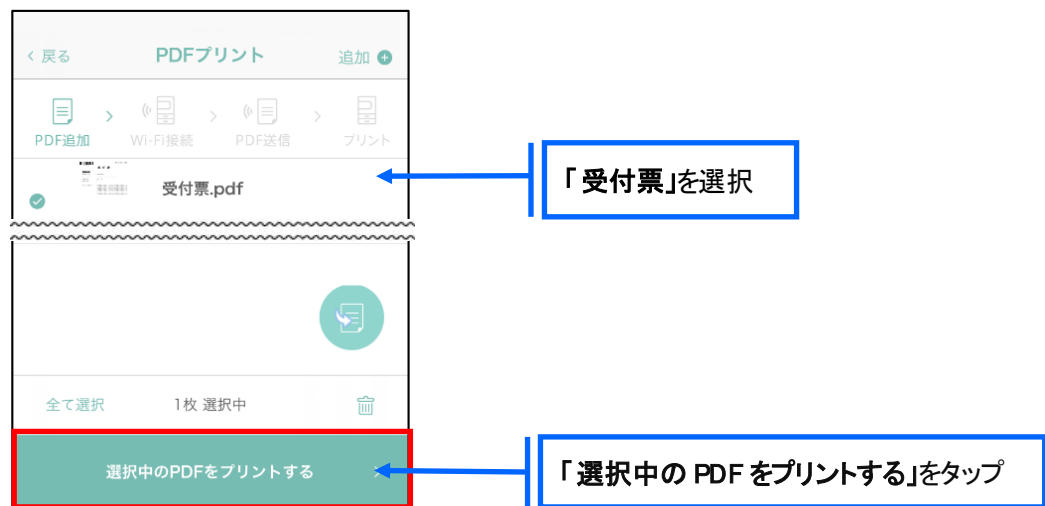 < 戻る PDFプリント 追加
PDF追加 > Wi-Fi接続 > PDF送信 > プリント
受付票.pdf
「受付票」を選択
全て選択 1枚 選択中
選択中のPDFをプリントする >
「選択中の PDF をプリントする」をタップ